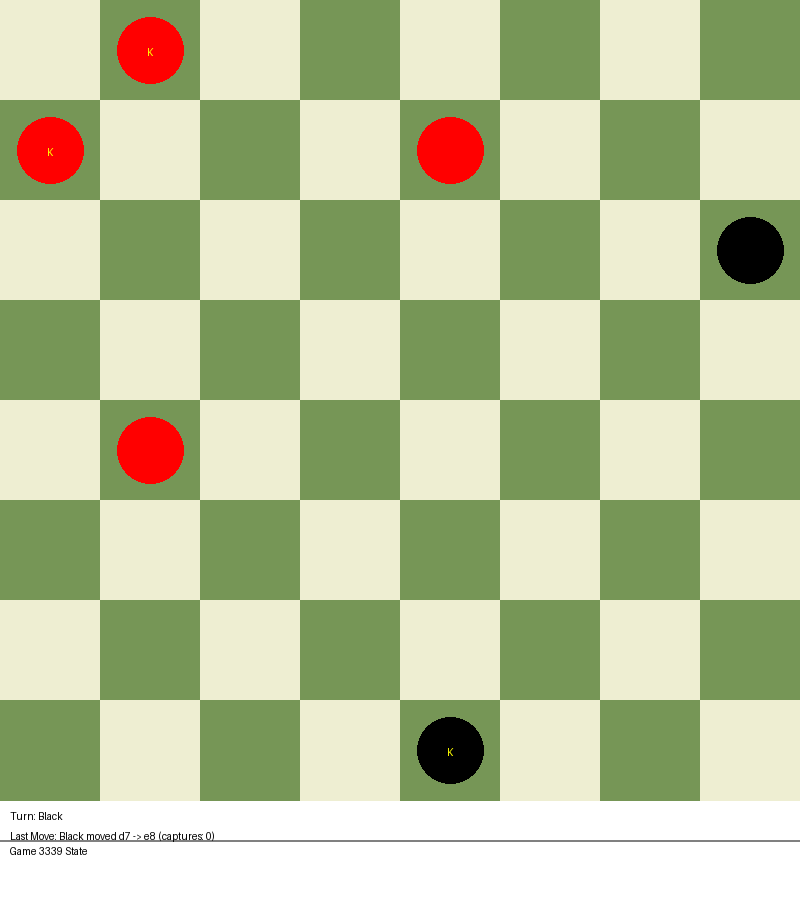 K
K
K
Turn: Black
Last Move: Black moved d7 -> e8 (captures: 0)
Game 3339 State